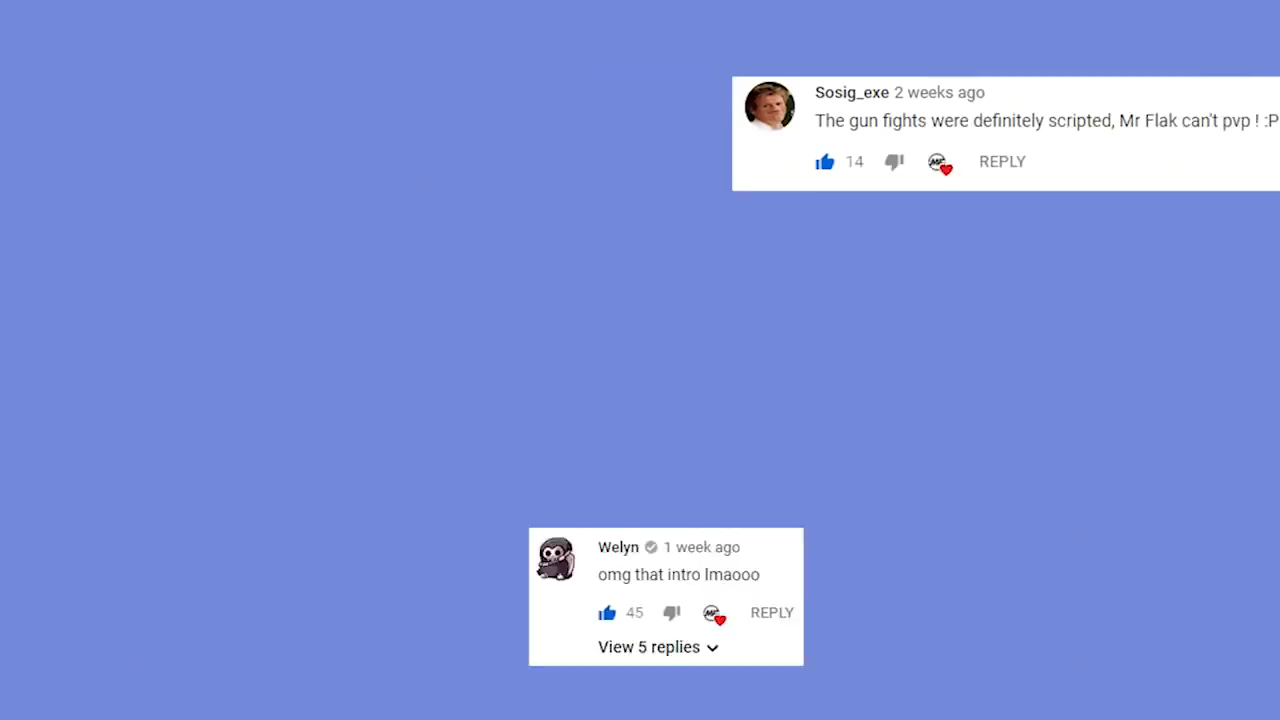 Sosig_exe 2 weeks ago
The gun fights were definitely scripted, Mr Flak can't pvp ! :P
14 REPLY
Welyn 1 week ago
omg that intro lmaooo
45 REPLY
View 5 replies